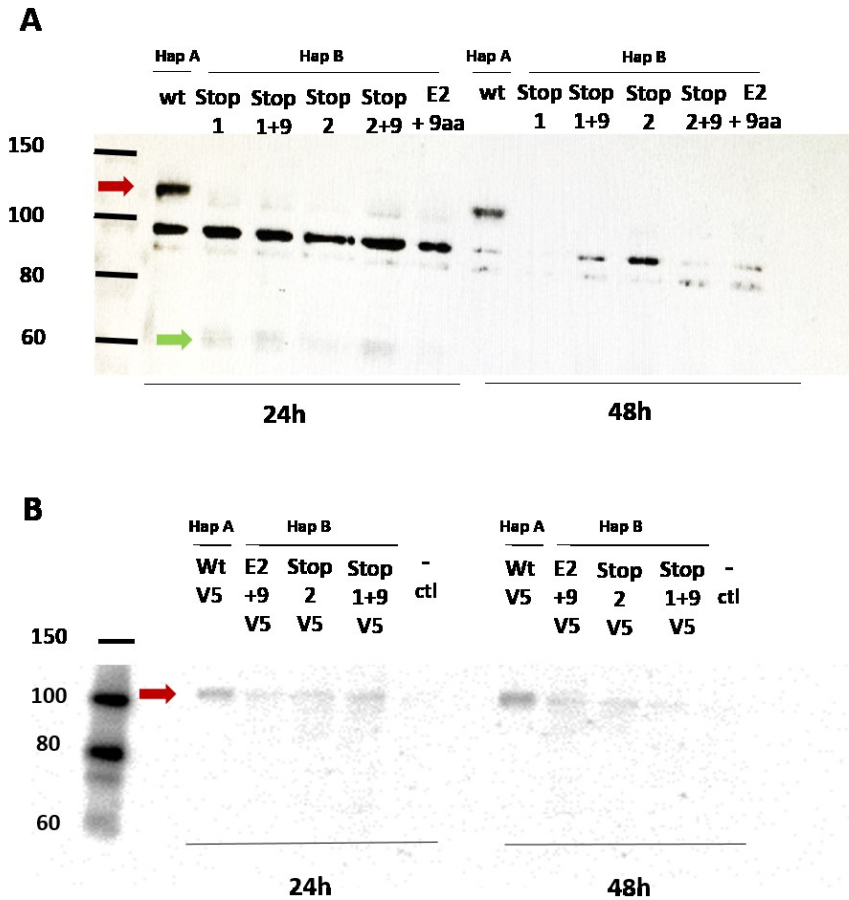 A
Hap A Hap B Hap A Hap B
wt Stop Stop Stop Stop E2 wt Stop Stop Stop Stop E2
1 1+9 2 2+9 + 9aa 1 1+9 2 2+9 + 9aa
150
100
80
60
24h 48h
B
Hap A Hap B Hap A Hap B
Wt E2 Stop Stop - Wt E2 Stop Stop -
V5 +9 2 1+9 ctl V5 +9 2 1+9 ctl
V5 V5 V5 V5 V5 V5
150
100
80
60
24h 48h